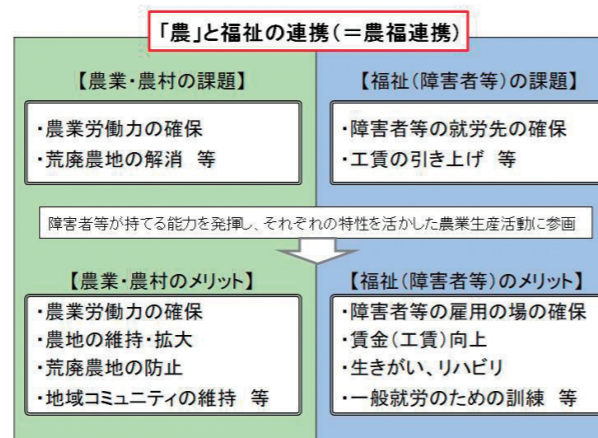 「農」と福祉の連携(=農福連携)
【農業・農村の課題】
・農業労働力の確保
・荒廃農地の解消 等
【福祉(障害者等)の課題】
・障害者等の就労先の確保
・工賃の引き上げ 等
障害者等が持てる能力を発揮し、それぞれの特性を活かした農業生産活動に参画
【農業・農村のメリット】
・農業労働力の確保
・農地の維持・拡大
・荒廃農地の防止
・地域コミュニティの維持 等
【福祉(障害者等)のメリット】
・障害者等の雇用の場の確保
・賃金(工賃)向上
・生きがい、リハビリ
・一般就労のための訓練 等